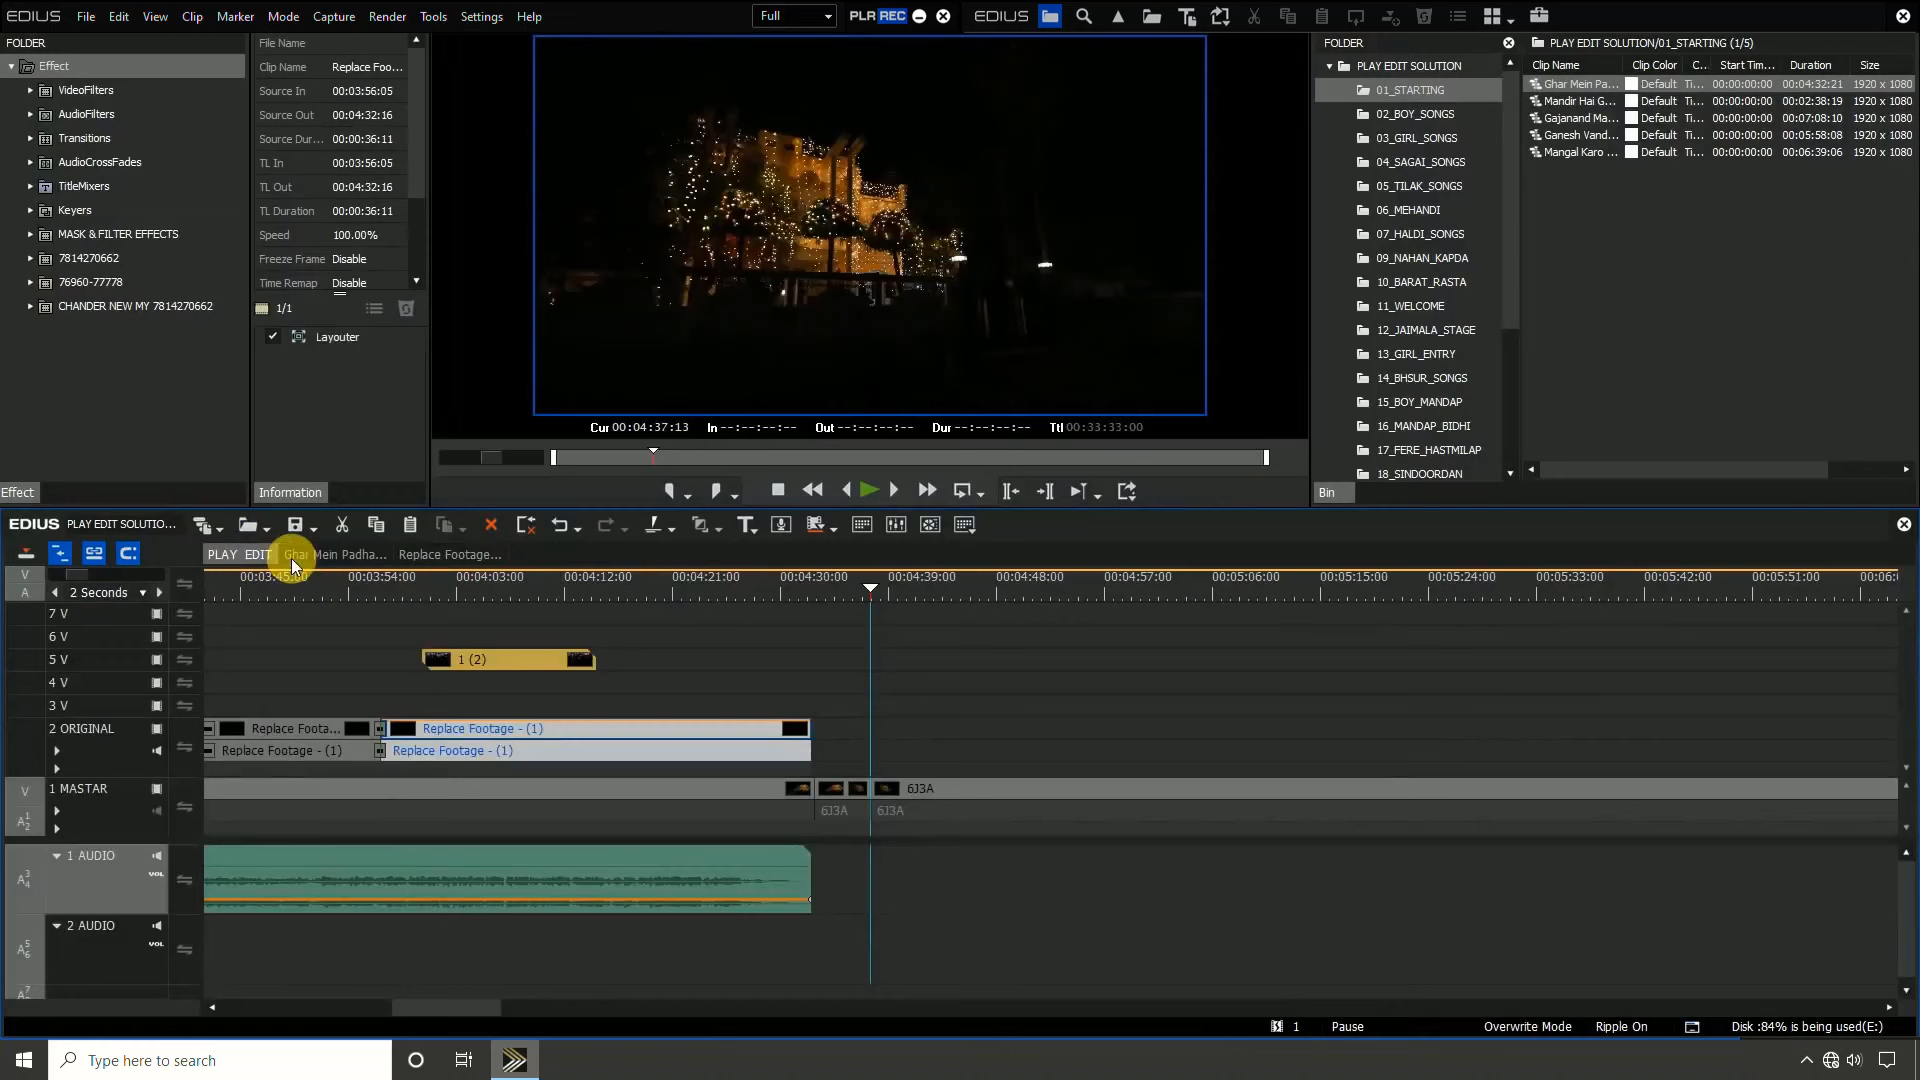 EDIUS File Edit View Clip Marker Mode Capture Render Tools Settings Help
Full
PLR REC
EDIUS
FOLDER
Effect
VideoFilters
AudioFilters
Transitions
AudioCrossFades
TitleMixers
Keyers
MASK & FILTER EFFECTS
7814270662
76960-77778
CHANDER NEW MY 7814270662
Effect
File Name
Clip Name Replace Foo...
Source In 00:03:56:05
Source Out 00:04:32:16
Source Dur... 00:00:36:11
TL In 00:03:56:05
TL Out 00:04:32:16
TL Duration 00:00:36:11
Speed 100.00%
Freeze Frame Disable
Time Remap Disable
1/1
Layouter
Information
Cur 00:04:37:13 In --:--:--:-- Out --:--:--:-- Dur --:--:--:-- Ttl 00:33:33:00
FOLDER
PLAY EDIT SOLUTION
01_STARTING
02_BOY_SONGS
03_GIRL_SONGS
04_SAGAI_SONGS
05_TILAK_SONGS
06_MEHANDI
07_HALDI_SONGS
09_NAHAN_KAPDA
10_BARAT_RASTA
11_WELCOME
12_JAIMALA_STAGE
13_GIRL_ENTRY
14_BHSUR_SONGS
15_BOY_MANDAP
16_MANDAP_BIDHI
17_FERE_HASTMILAP
18_SINDOORDAN
Bin
PLAY EDIT SOLUTION/01_STARTING (1/5)
Clip Name Clip Color C... Start Tim... Duration Size
Ghar Mein Pa... Default Ti... 00:00:00:00 00:04:32:21 1920 x 1080
Mandir Hai G... Default Ti... 00:00:00:00 00:02:38:19 1920 x 1080
Gajanand Ma... Default Ti... 00:00:00:00 00:07:08:10 1920 x 1080
Ganesh Vand... Default Ti... 00:00:00:00 00:05:58:08 1920 x 1080
Mangal Karo ... Default Ti... 00:00:00:00 00:06:39:06 1920 x 1080
EDIUS PLAY EDIT SOLUTIO...
PLAY EDIT Ghar Mein Padha... Replace Footage...
00:03:45:00 00:03:54:00 00:04:03:00 00:04:12:00 00:04:21:00 00:04:30:00 00:04:39:00 00:04:48:00 00:04:57:00 00:05:06:00 00:05:15:00 00:05:24:00 00:05:33:00 00:05:42:00 00:05:51:00 00:06:
V
A 2 Seconds
7 V
6 V
5 V 1 (2)
4 V
3 V
2 ORIGINAL Replace Foota... Replace Footage - (1)
Replace Footage - (1) Replace Footage - (1)
V 1 MASTAR 6J3A
A 1 2 6J3A 6J3A
1 AUDIO
A 3 4 VOL
2 AUDIO
A 5 6 VOL
A7
1 Pause Overwrite Mode Ripple On Disk :84% is being used(E:)
Type here to search